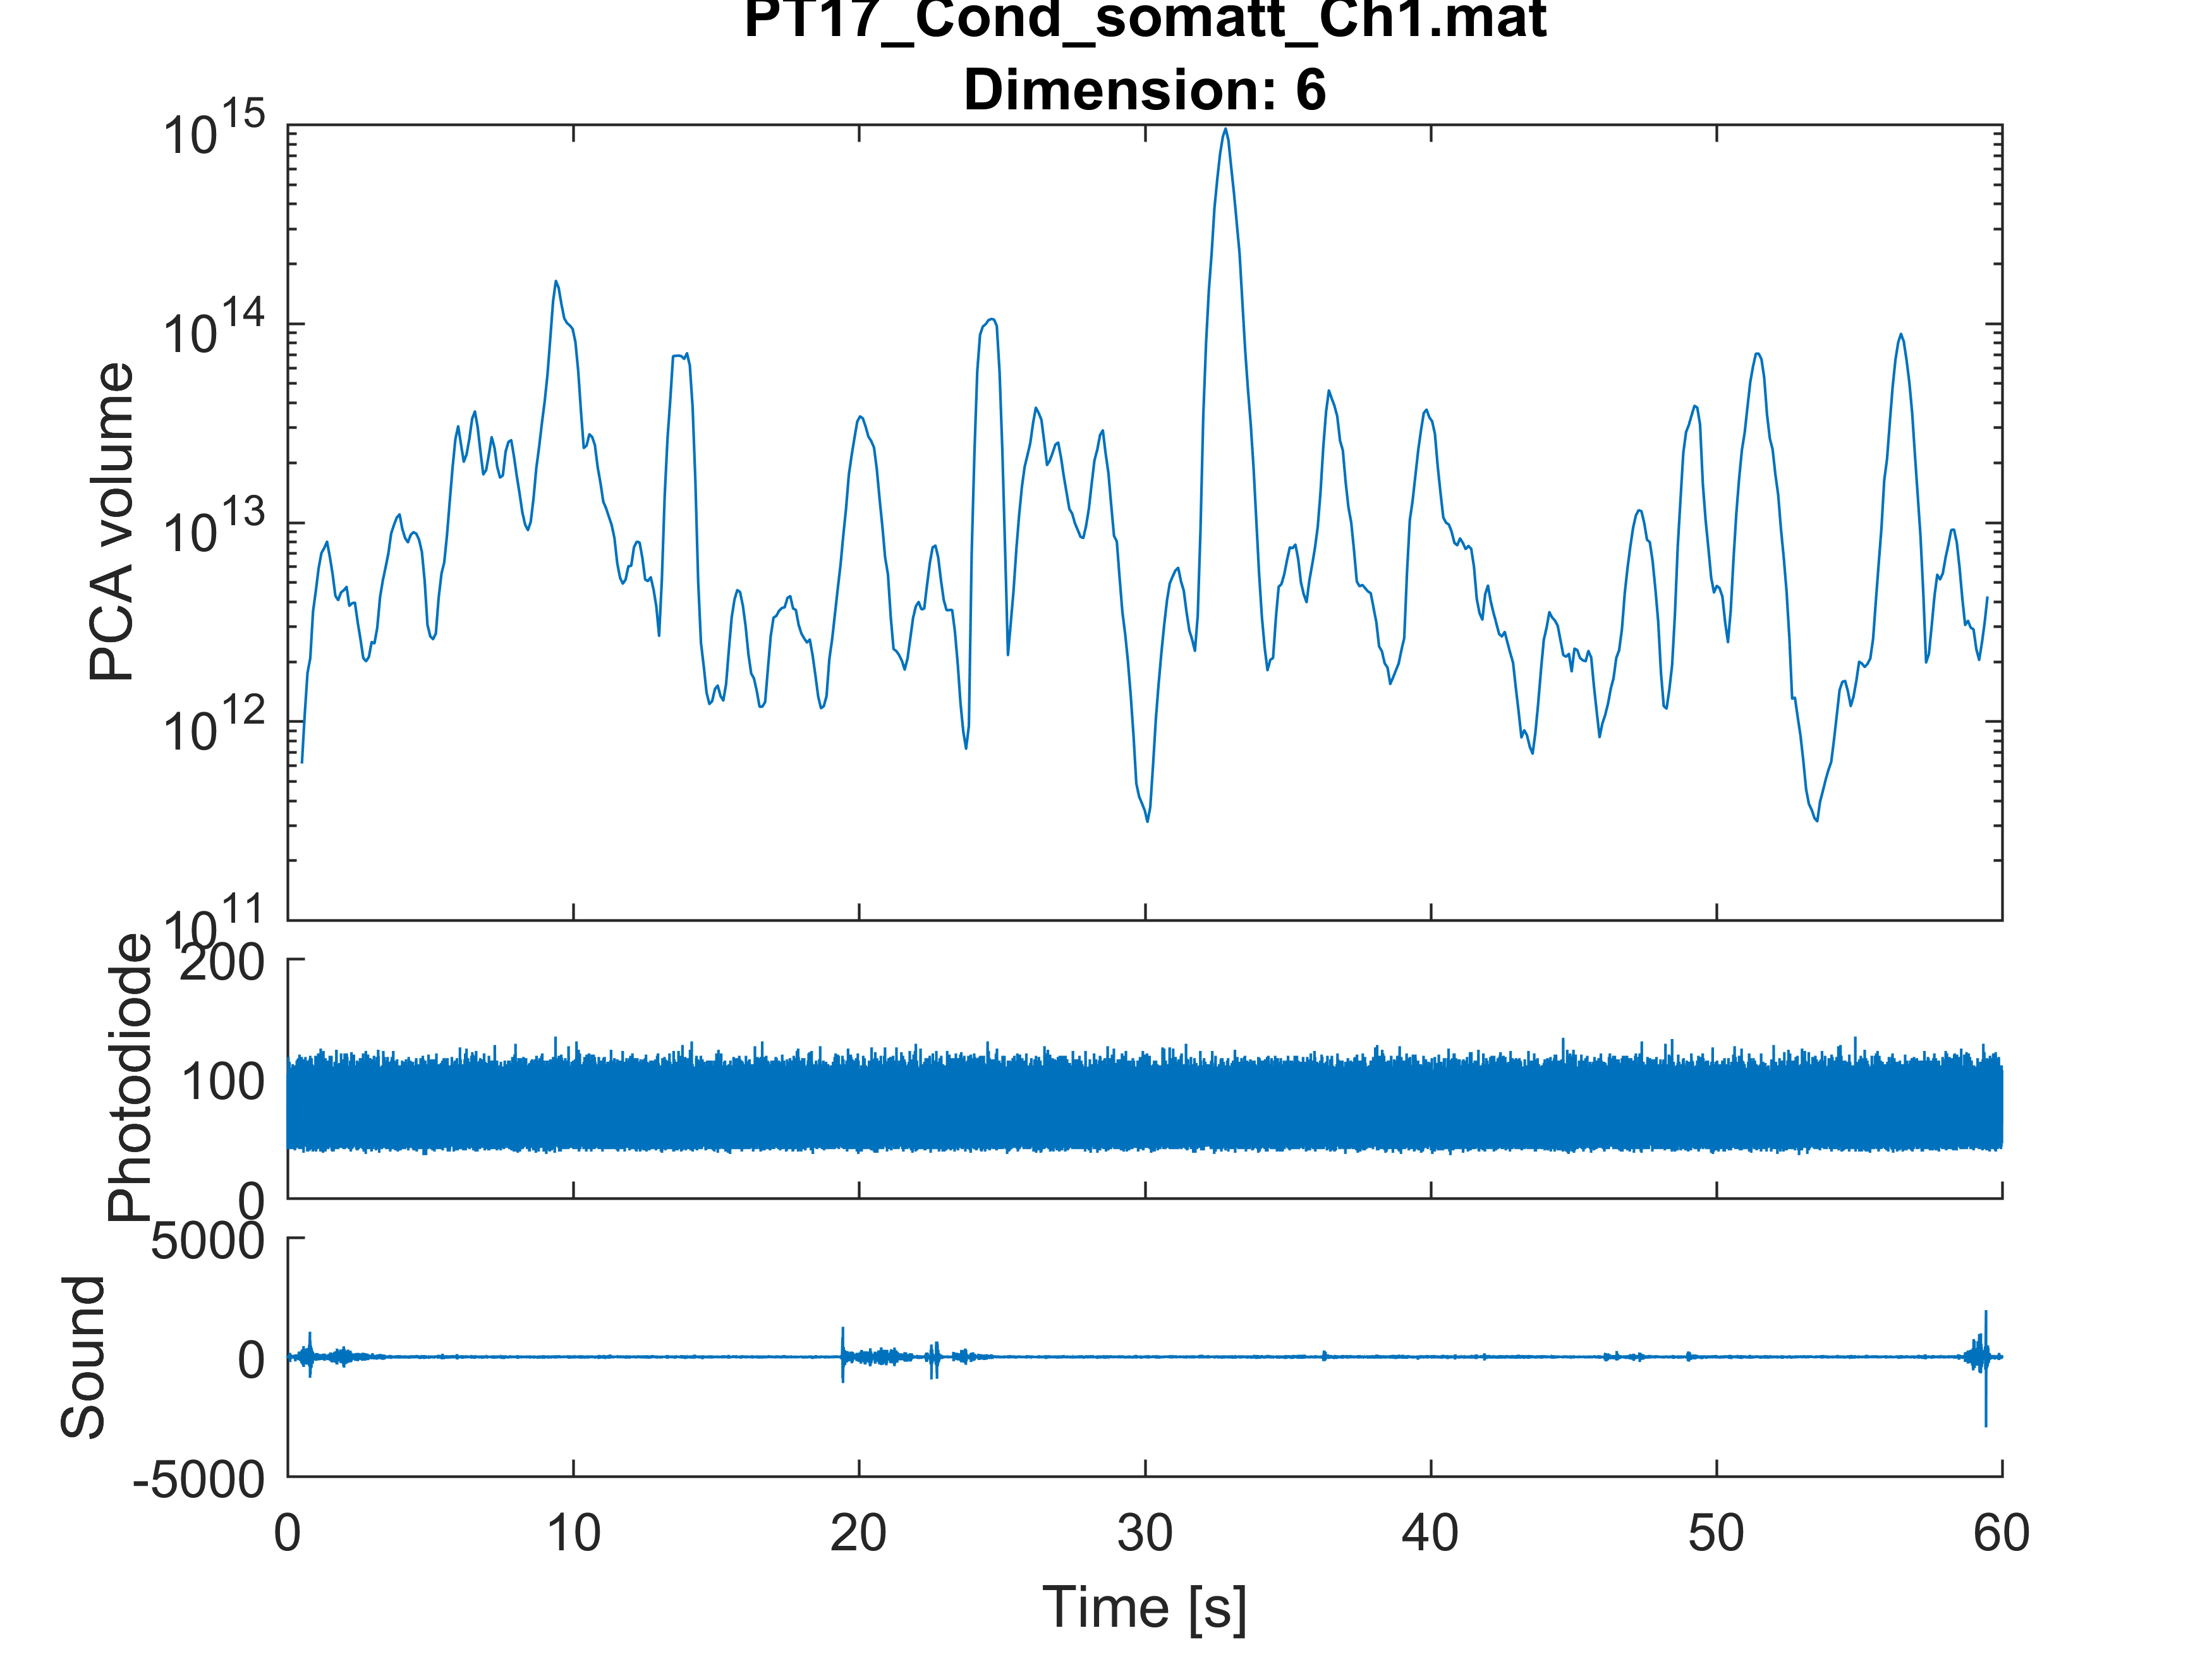 PT17_Cond_somatt_Ch1.mat
Dimension: 6
PCA volume
10^15
10^14
10^13
10^12
10^11
Photodiode
200
100
0
Sound
5000
0
-5000
0 10 20 30 40 50 60
Time [s]